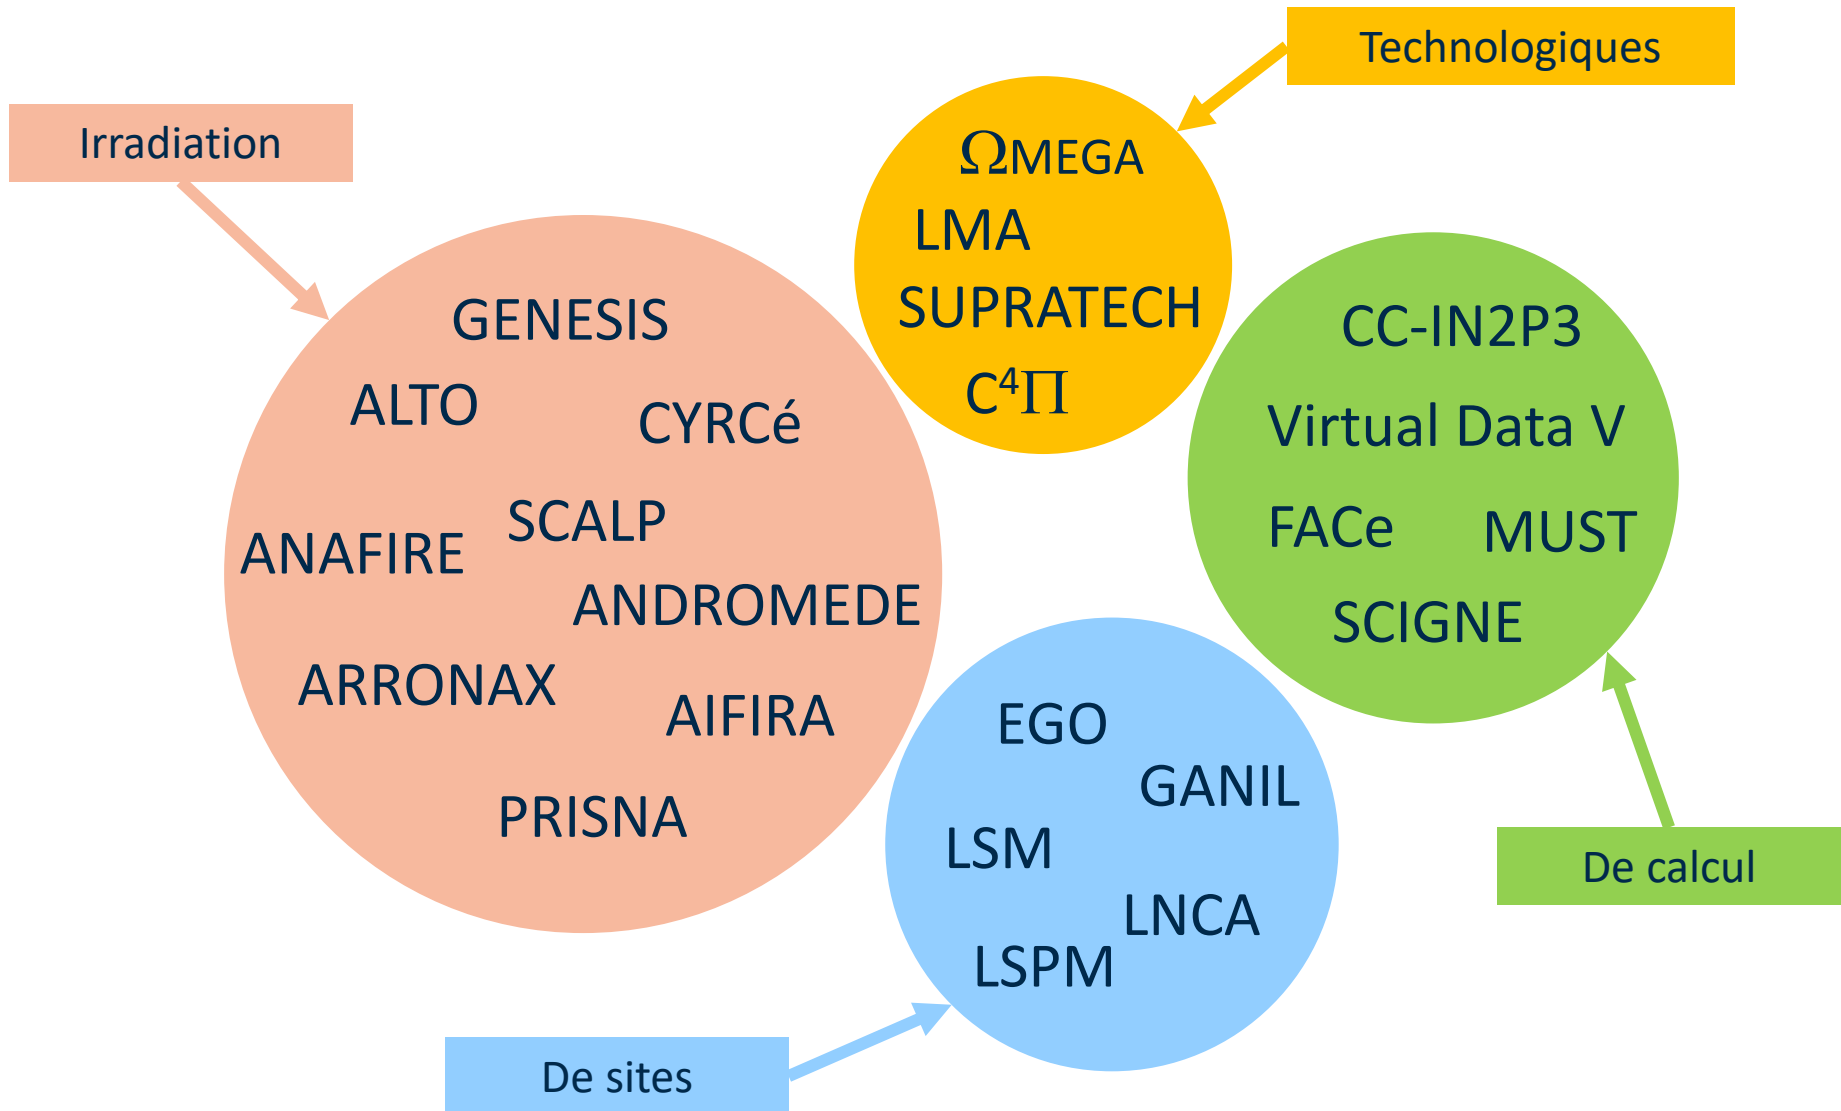 Technologiques
Irradiation
ΩMEGA
LMA
SUPRATECH
C⁴Π
GENESIS
ALTO
CYRCé
SCALP
ANAFIRE
ANDROMEDE
ARRONAX
AIFIRA
PRISNA
CC-IN2P3
Virtual Data V
FACe
MUST
SCIGNE
De calcul
EGO
GANIL
LSM
LNCA
LSPM
De sites